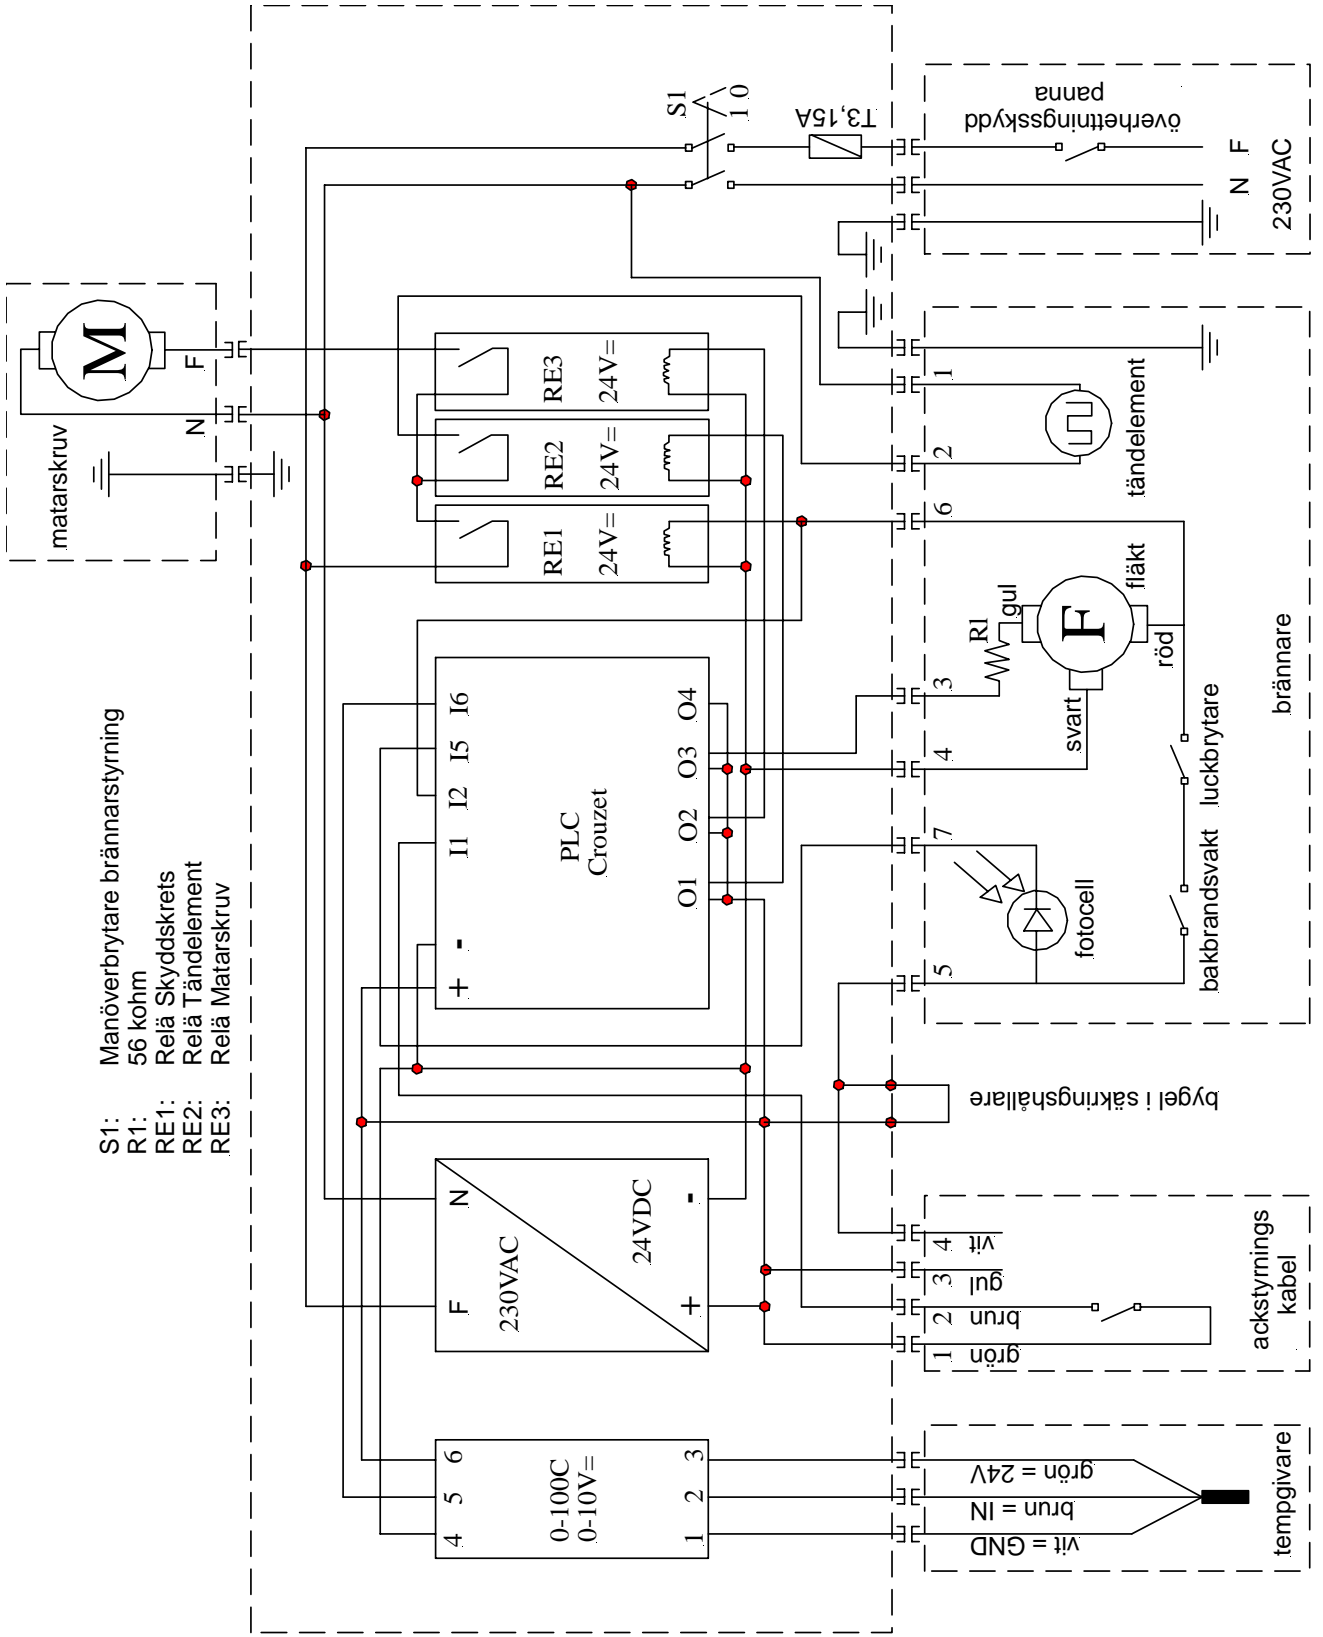 S1: Manöverbrytare brännarstyrning
R1: 56 kohm
RE1: Relä Skyddskrets
RE2: Relä Tändelement
RE3: Relä Matarskruv
matarskruv
M
N
F
S1
1 0
T3,15A
överhettningsskydd
panna
N F
230VAC
RE1
24V=
RE2
24V=
RE3
24V=
PLC
Crouzet
+ -
I1 I2 I5 I6
O1 O2 O3 O4
F N
230VAC
24VDC
+ -
4 5 6
0-100C
0-10V=
1 2 3
vit = GND
brun = IN
grön = 24V
tempgivare
1 2 3 4
grön
brun
gul
vit
ackstyrnings
kabel
bygel i säkringshållare
5 7 4 3 6 2 1
fotocell
bakbrandsvakt
luckbrytare
svart
R1
gul
F
fläkt
röd
tändelement
brännare